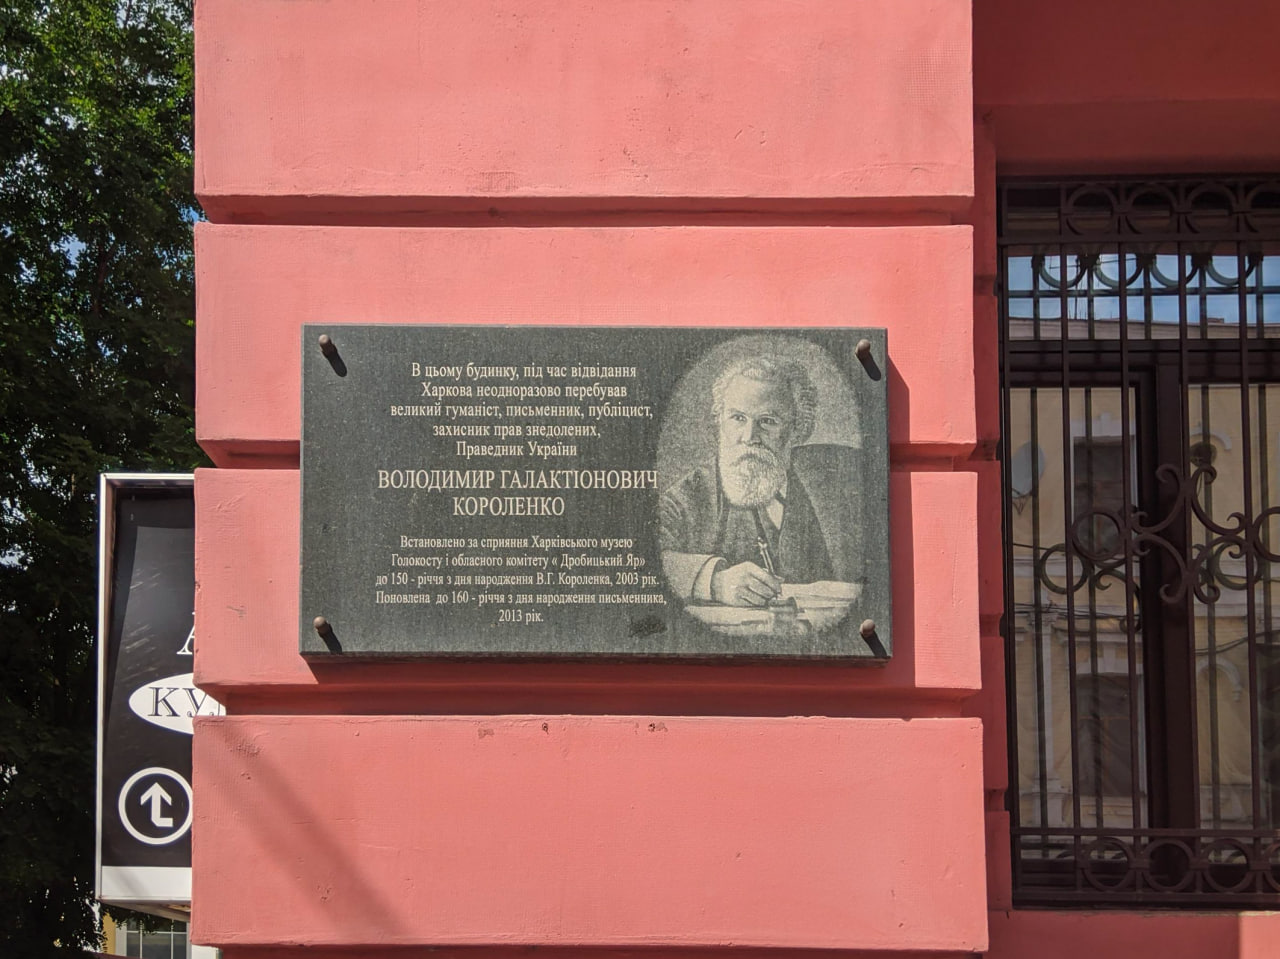 В цьому будинку, під час відвідання
Харкова неодноразово перебував
великий гуманіст, письменник, публіцист,
захисник прав знедолених,
Праведник України
ВОЛОДИМИР ГАЛАКТІОНОВИЧ
КОРОЛЕНКО
Встановлено за сприяння Харківського музею
Голокосту і обласного комітету « Дробицький Яр»
до 150 - річчя з дня народження В.Г. Короленка, 2003 рік.
Поновлена до 160 - річчя з дня народження письменника,
2013 рік.